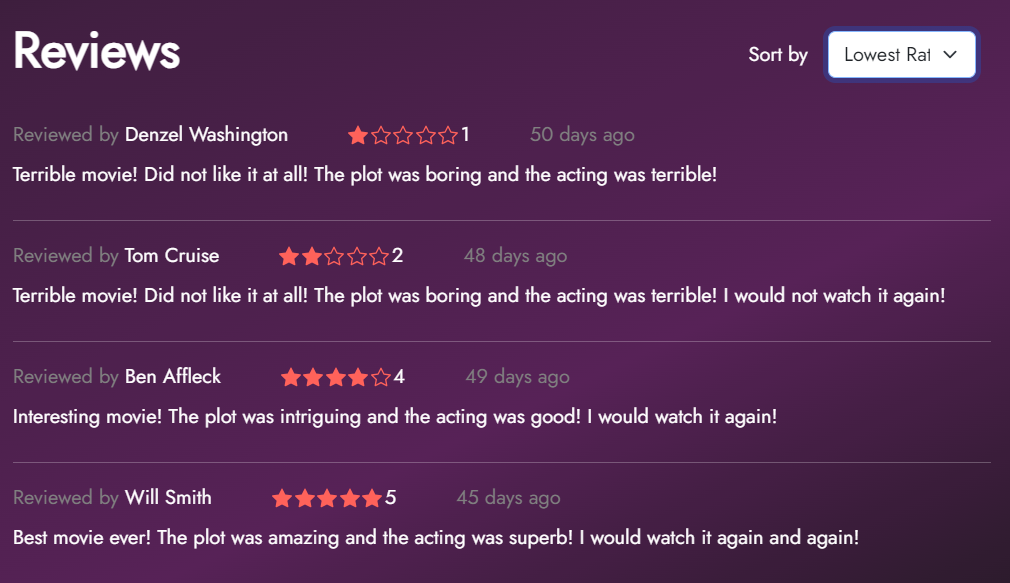 Reviews
Sort by Lowest Rat
Reviewed by Denzel Washington 1 50 days ago
Terrible movie! Did not like it at all! The plot was boring and the acting was terrible!
Reviewed by Tom Cruise 2 48 days ago
Terrible movie! Did not like it at all! The plot was boring and the acting was terrible! I would not watch it again!
Reviewed by Ben Affleck 4 49 days ago
Interesting movie! The plot was intriguing and the acting was good! I would watch it again!
Reviewed by Will Smith 5 45 days ago
Best movie ever! The plot was amazing and the acting was superb! I would watch it again and again!